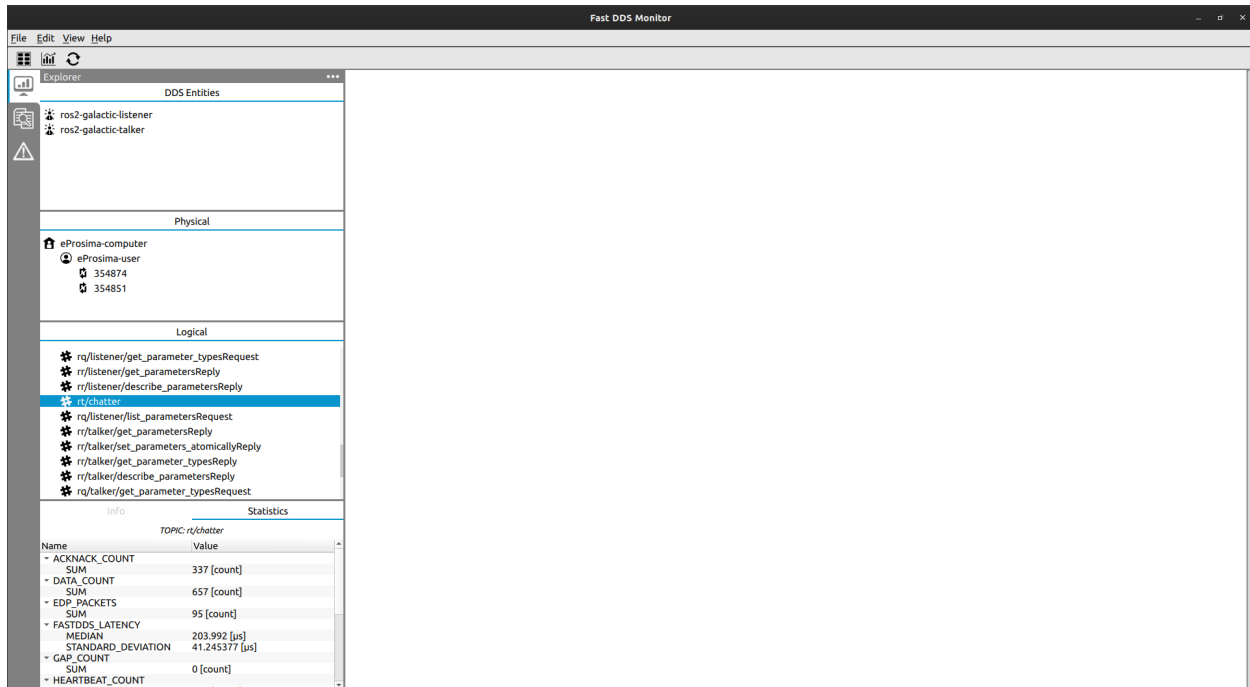 Fast DDS Monitor
File Edit View Help
Explorer
DDS Entities
ros2-galactic-listener
ros2-galactic-talker
Physical
eProsima-computer
eProsima-user
354874
354851
Logical
rq/listener/get_parameter_typesRequest
rr/listener/get_parametersReply
rr/listener/describe_parametersReply
rt/chatter
rq/listener/list_parametersRequest
rr/talker/get_parametersReply
rr/talker/set_parameters_atomicallyReply
rr/talker/get_parameter_typesReply
rr/talker/describe_parametersReply
rq/talker/get_parameter_typesRequest
Info Statistics
TOPIC: rt/chatter
Name Value
ACKNACK_COUNT
SUM 337 [count]
DATA_COUNT
SUM 657 [count]
EDP_PACKETS
SUM 95 [count]
FASTDDS_LATENCY
MEDIAN 203.992 [µs]
STANDARD_DEVIATION 41.245377 [µs]
GAP_COUNT
SUM 0 [count]
HEARTBEAT_COUNT